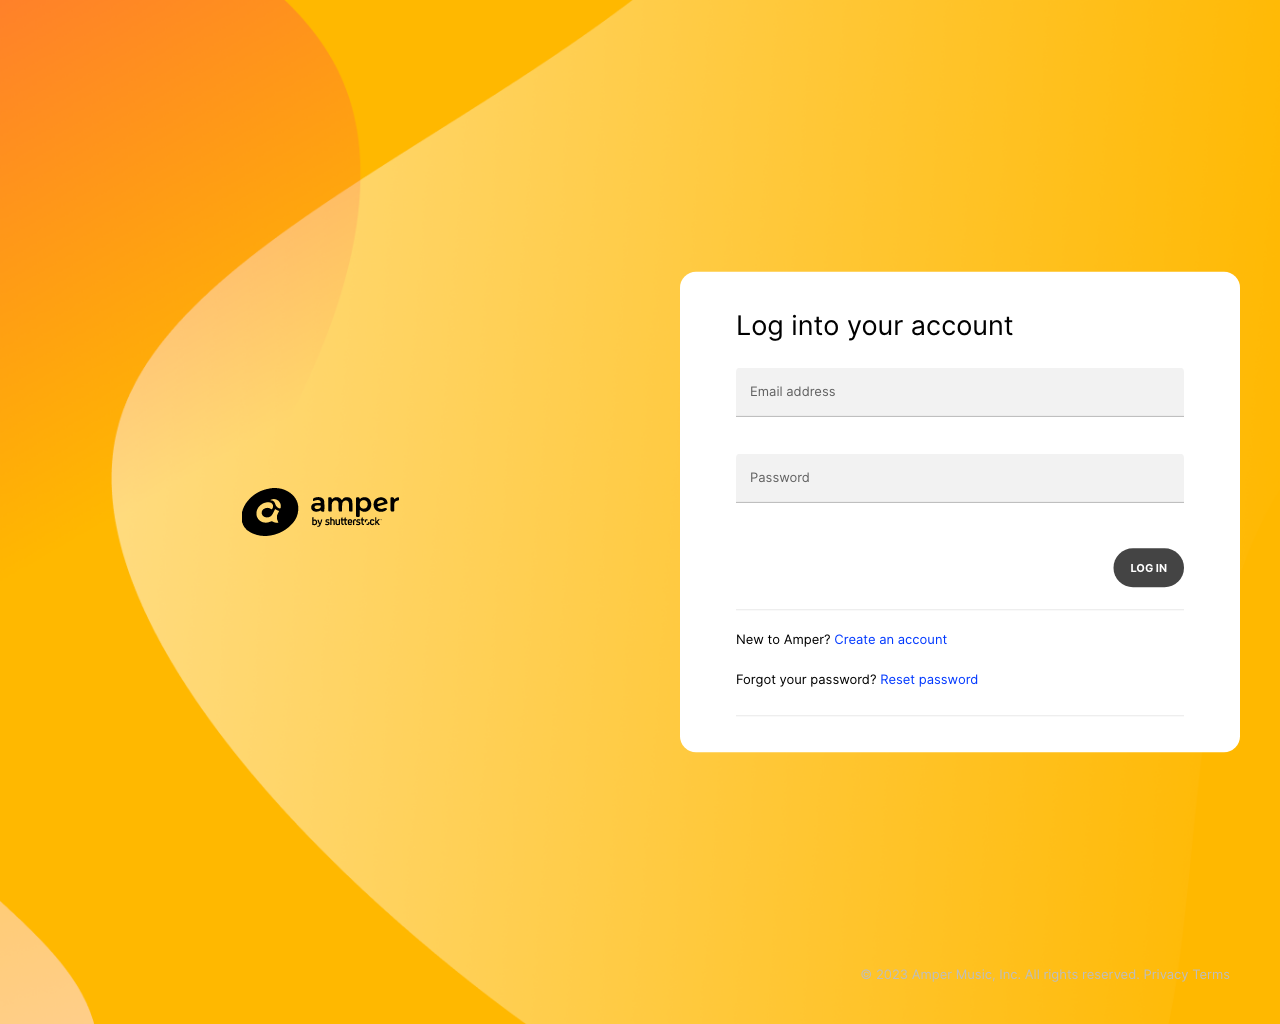 Log into your account
Email address
Password
amper
by shutterstock
LOG IN
New to Amper? Create an account
Forgot your password? Reset password
© 2023 Amper Music, Inc. All rights reserved. Privacy Terms